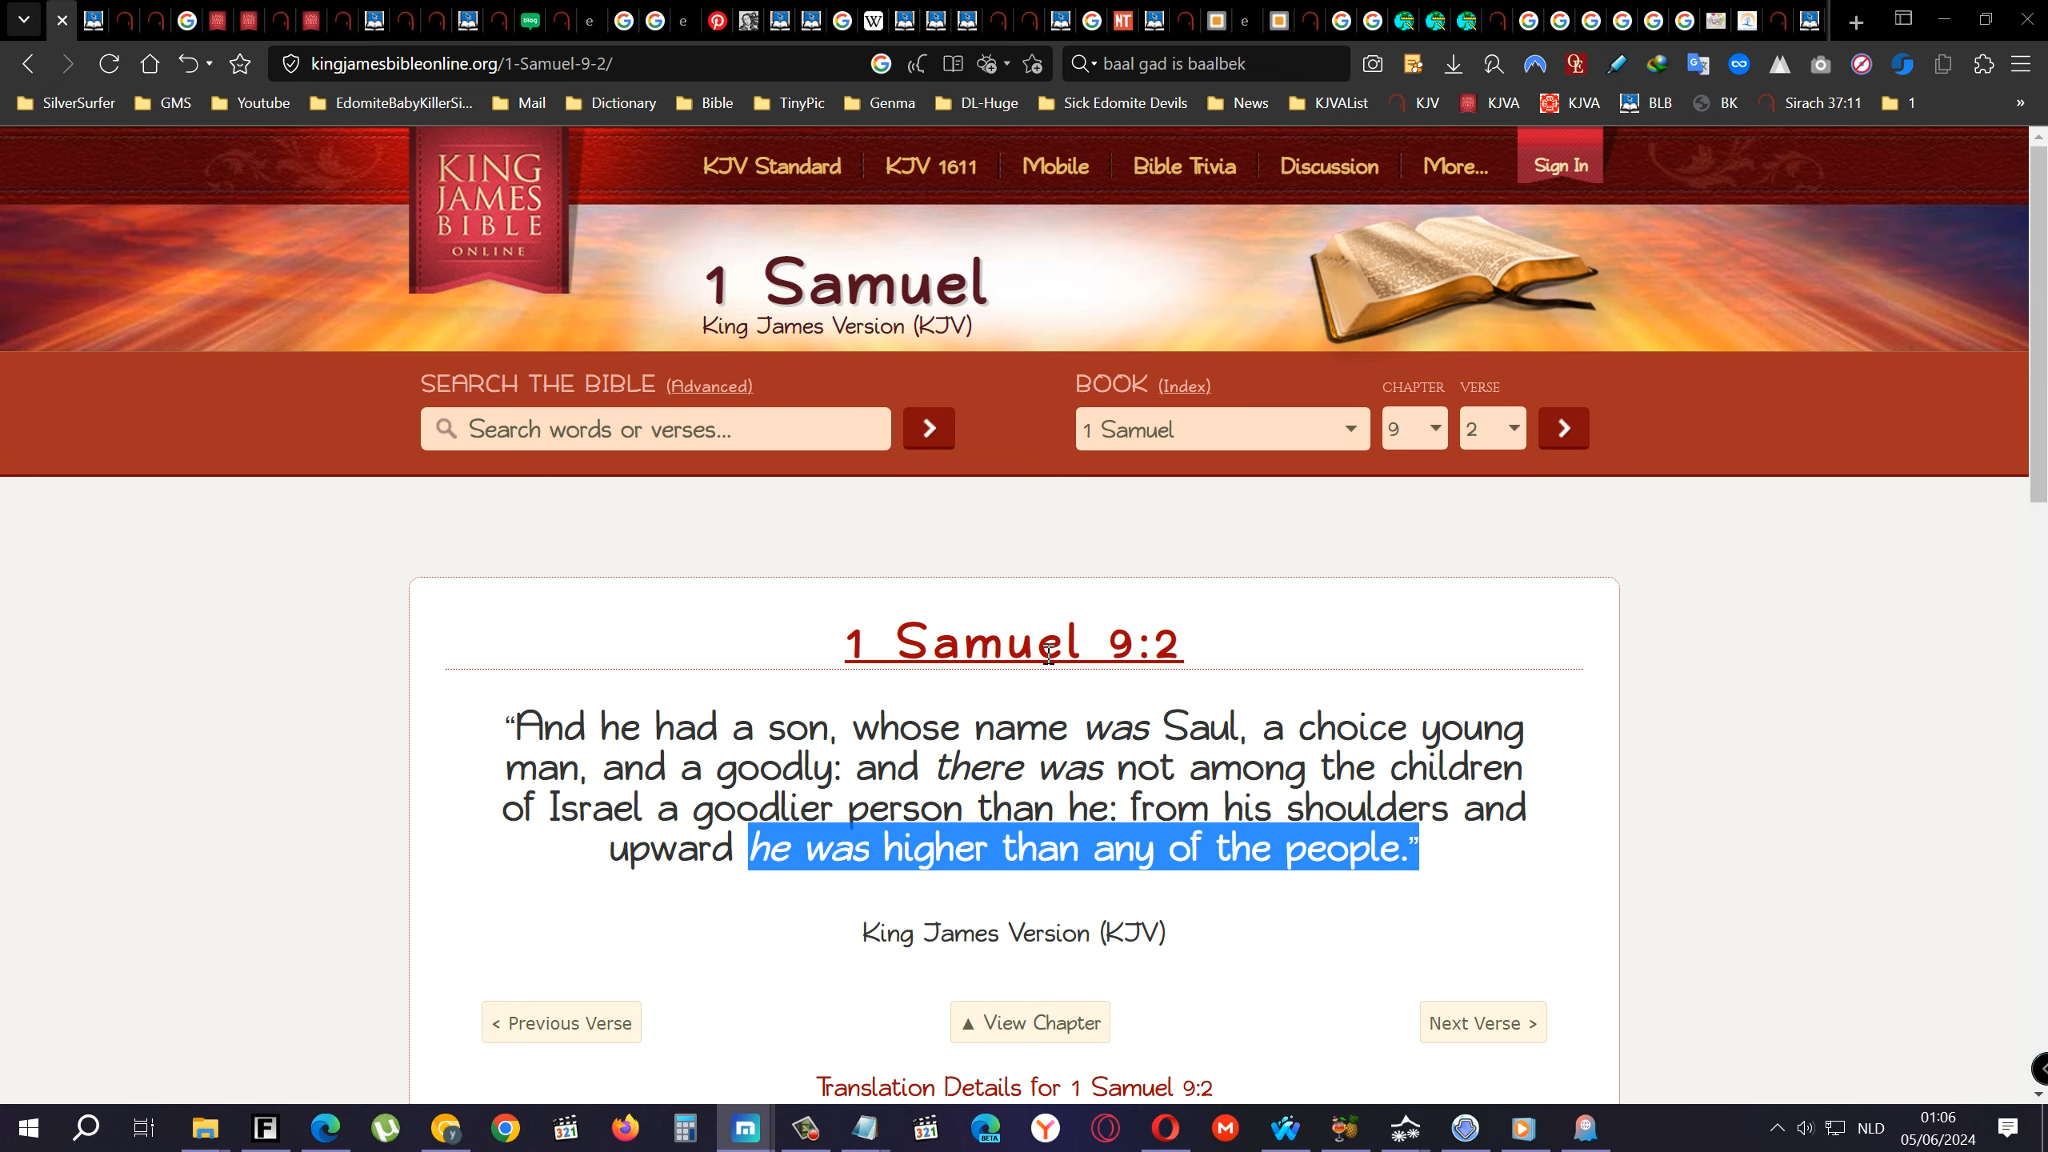 blog
e
e
W
NT
e
kingjamesbibleonline.org/1-Samuel-9-2/
baal gad is baalbek
SilverSurfer GMS Youtube EdomiteBabyKillerSi... Mail Dictionary Bible TinyPic Genma DL-Huge Sick Edomite Devils News KJVAList KJV KJVA KJVA BLB BK Sirach 37:11 1 »
KING
JAMES
BIBLE
ONLINE
KJV Standard KJV 1611 Mobile Bible Trivia Discussion More... Sign In
1 Samuel
King James Version (KJV)
SEARCH THE BIBLE (Advanced)
BOOK (Index) CHAPTER VERSE
Search words or verses...
1 Samuel 9 2
1 Samuel 9:2
“And he had a son, whose name was Saul, a choice young
man, and a goodly: and there was not among the children
of Israel a goodlier person than he: from his shoulders and
upward he was higher than any of the people.”
King James Version (KJV)
< Previous Verse ▲ View Chapter Next Verse >
Translation Details for 1 Samuel 9:2
NLD
01:06
05/06/2024